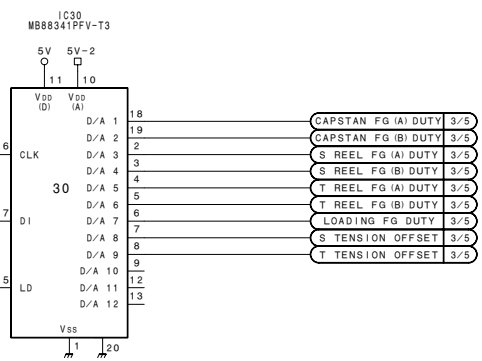 IC30
MB88341PFV-T3
5V 5V-2
11 10
VDD VDD
(D) (A)
D/A 1 18 CAPSTAN FG (A) DUTY 3/5
D/A 2 19 CAPSTAN FG (B) DUTY 3/5
6 CLK D/A 3 2 S REEL FG (A) DUTY 3/5
D/A 4 3 S REEL FG (B) DUTY 3/5
30 D/A 5 4 T REEL FG (A) DUTY 3/5
D/A 6 5 T REEL FG (B) DUTY 3/5
7 DI D/A 7 6 LOADING FG DUTY 3/5
D/A 8 7 S TENSION OFFSET 3/5
D/A 9 8 T TENSION OFFSET 3/5
D/A 10 9
5 LD D/A 11 12
D/A 12 13
Vss
1 20